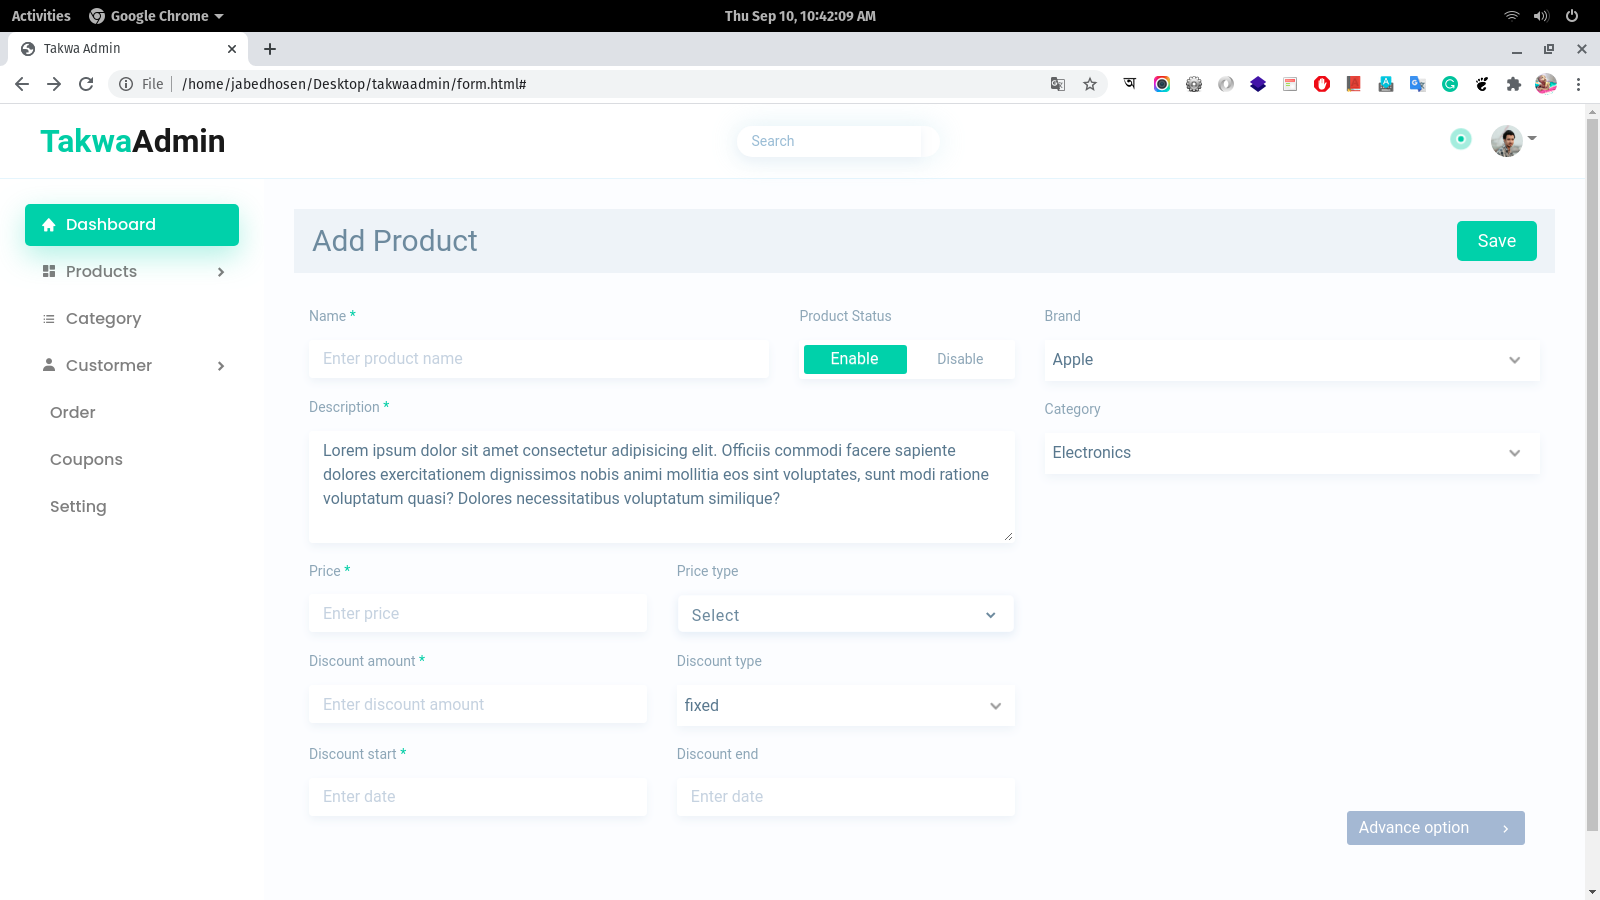 Activities Google Chrome Thu Sep 10, 10:42:09 AM
Takwa Admin
File /home/jabedhosen/Desktop/takwaadmin/form.html#
TakwaAdmin Search
Dashboard
Products
Category
Custormer
Order
Coupons
Setting
Add Product Save
Name * Product Status Brand
Enter product name Enable Disable Apple
Description * Category
Electronics
Lorem ipsum dolor sit amet consectetur adipisicing elit. Officiis commodi facere sapiente
dolores exercitationem dignissimos nobis animi mollitia eos sint voluptates, sunt modi ratione
voluptatum quasi? Dolores necessitatibus voluptatum similique?
Price * Price type
Enter price Select
Discount amount * Discount type
Enter discount amount fixed
Discount start * Discount end
Enter date Enter date
Advance option